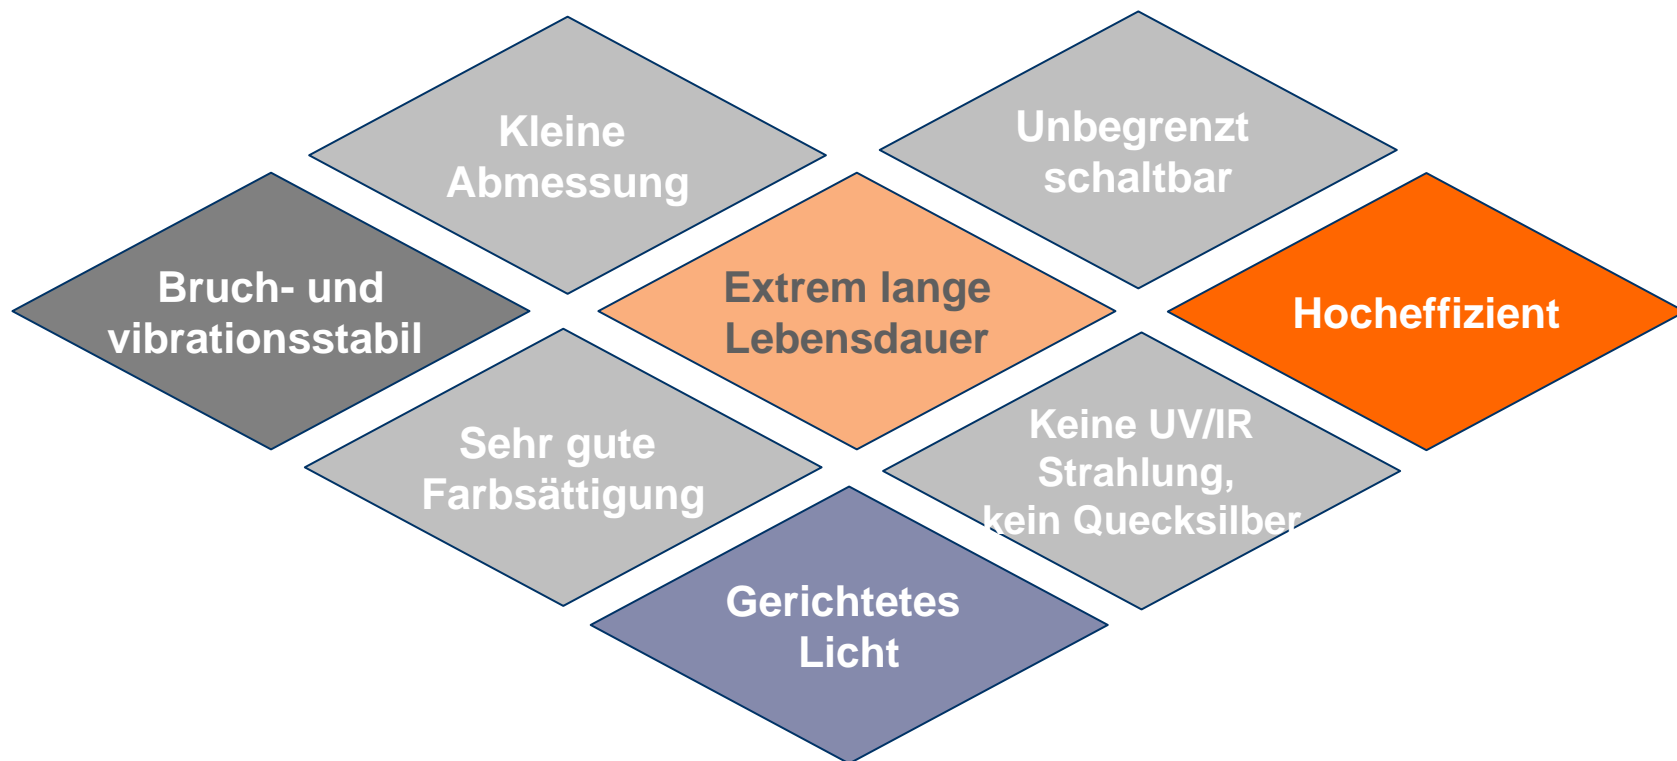 Kleine
Abmessung
Unbegrenzt
schaltbar
Bruch- und
vibrationsstabil
Extrem lange
Lebensdauer
Hocheffizient
Sehr gute
Farbsättigung
Keine UV/IR
Strahlung,
kein Quecksilber
Gerichtetes
Licht